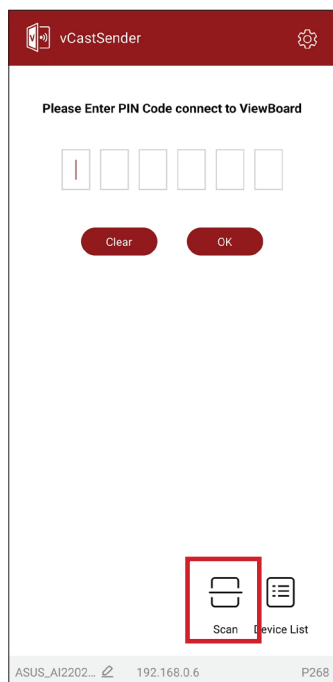 vCastSender
Please Enter PIN Code connect to ViewBoard
Clear OK
Scan Device List
ASUS_AI2202... 192.168.0.6 P268